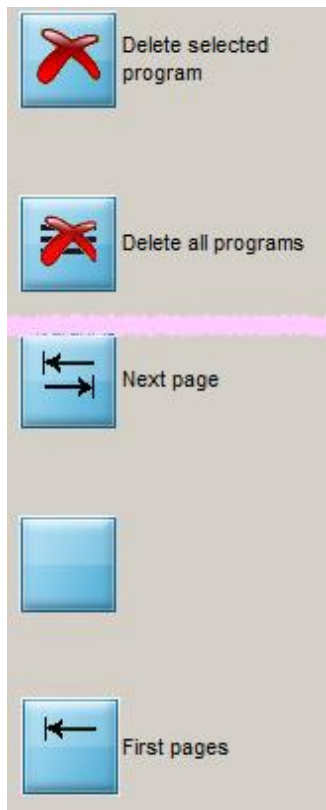 Delete selected
program
Delete all programs
Next page
First pages